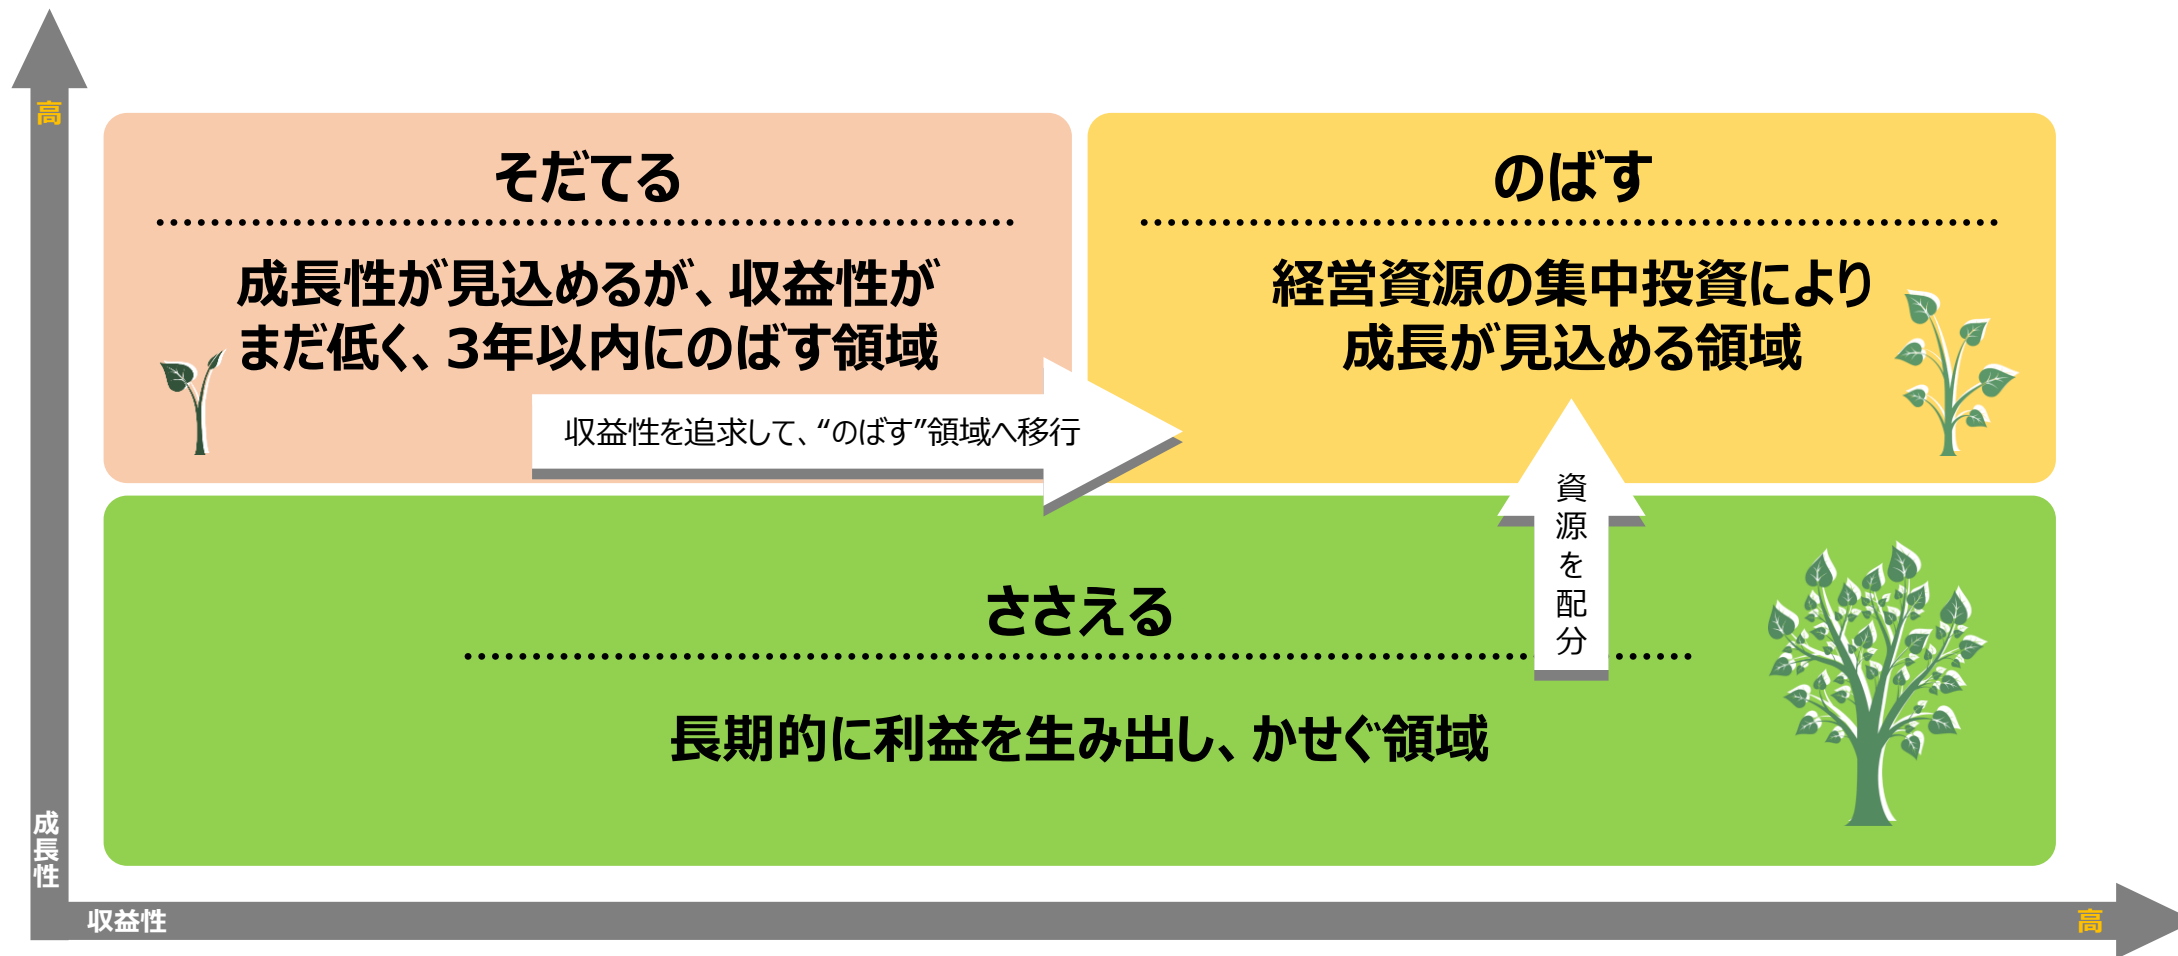 高
そだてる
成長性が見込めるが、収益性が
まだ低く、3年以内にのばす領域
収益性を追求して、“のばす”領域へ移行
のばす
経営資源の集中投資により
成長が見込める領域
資源を配分
ささえる
長期的に利益を生み出し、かせぐ領域
成長性
収益性
高